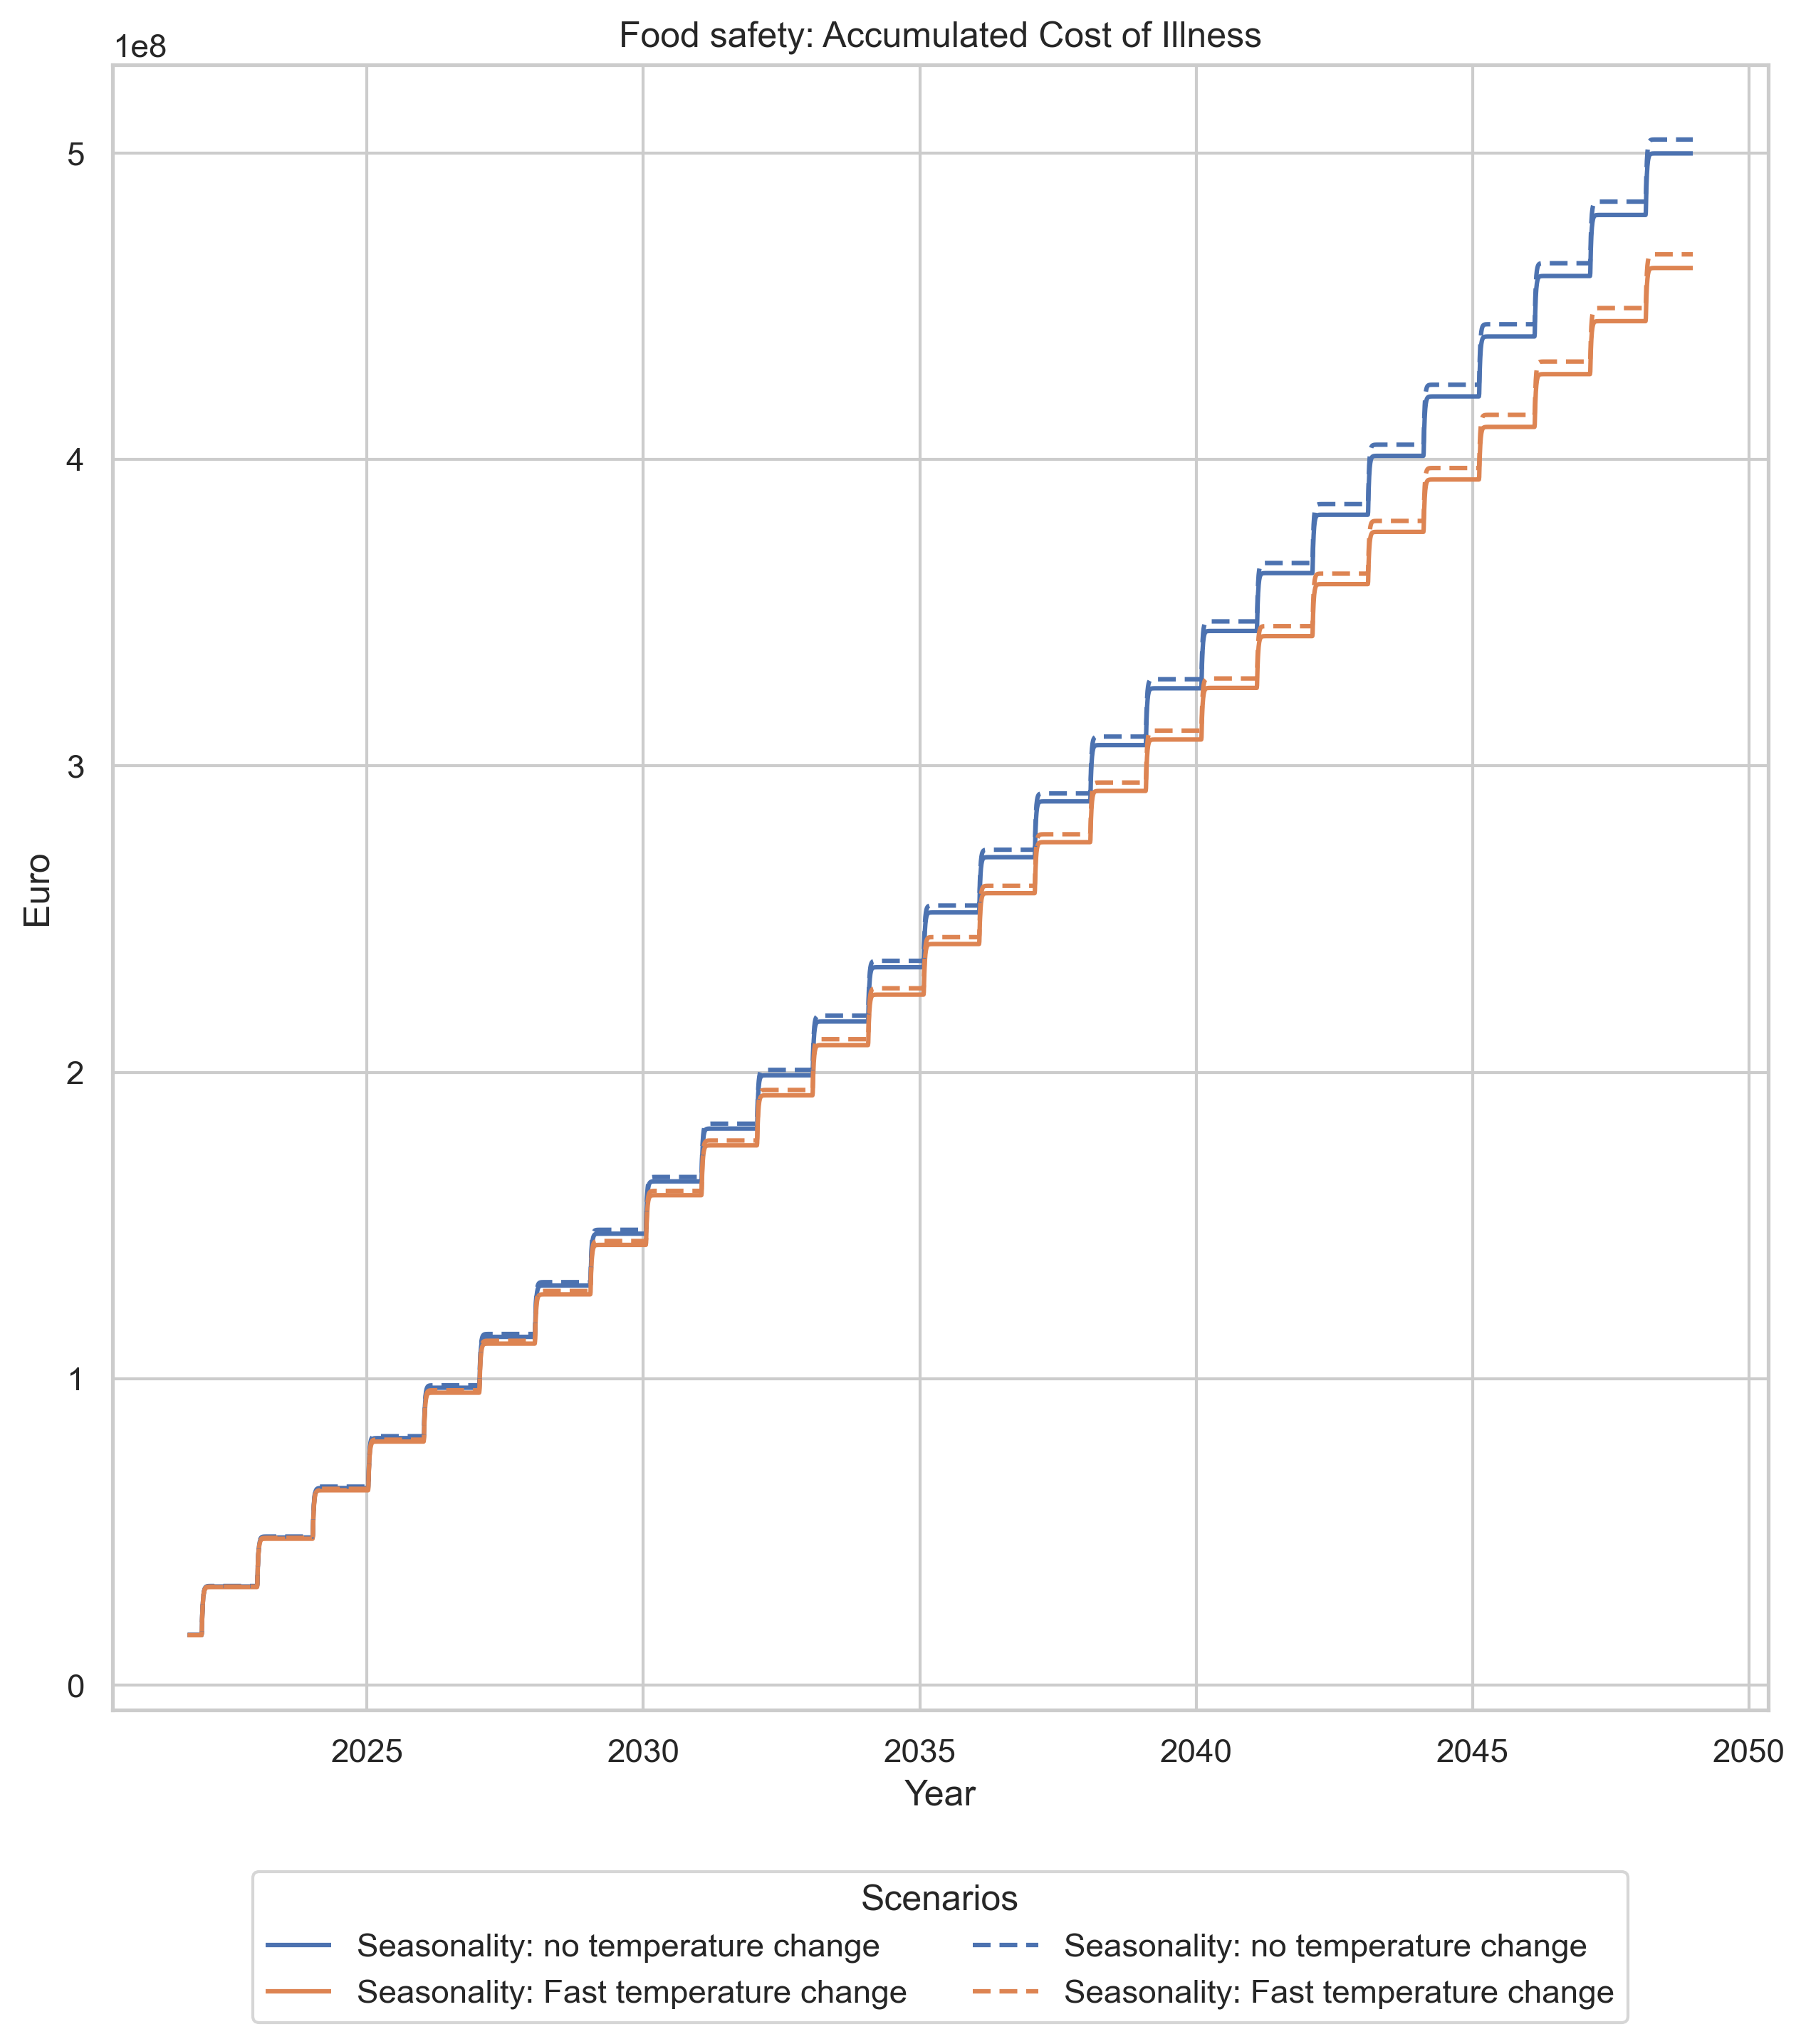 Food safety: Accumulated Cost of Illness
1e8
5
4
3
2
1
0
Euro
2025 2030 2035 2040 2045 2050
Year
Scenarios
Seasonality: no temperature change Seasonality: no temperature change
Seasonality: Fast temperature change Seasonality: Fast temperature change